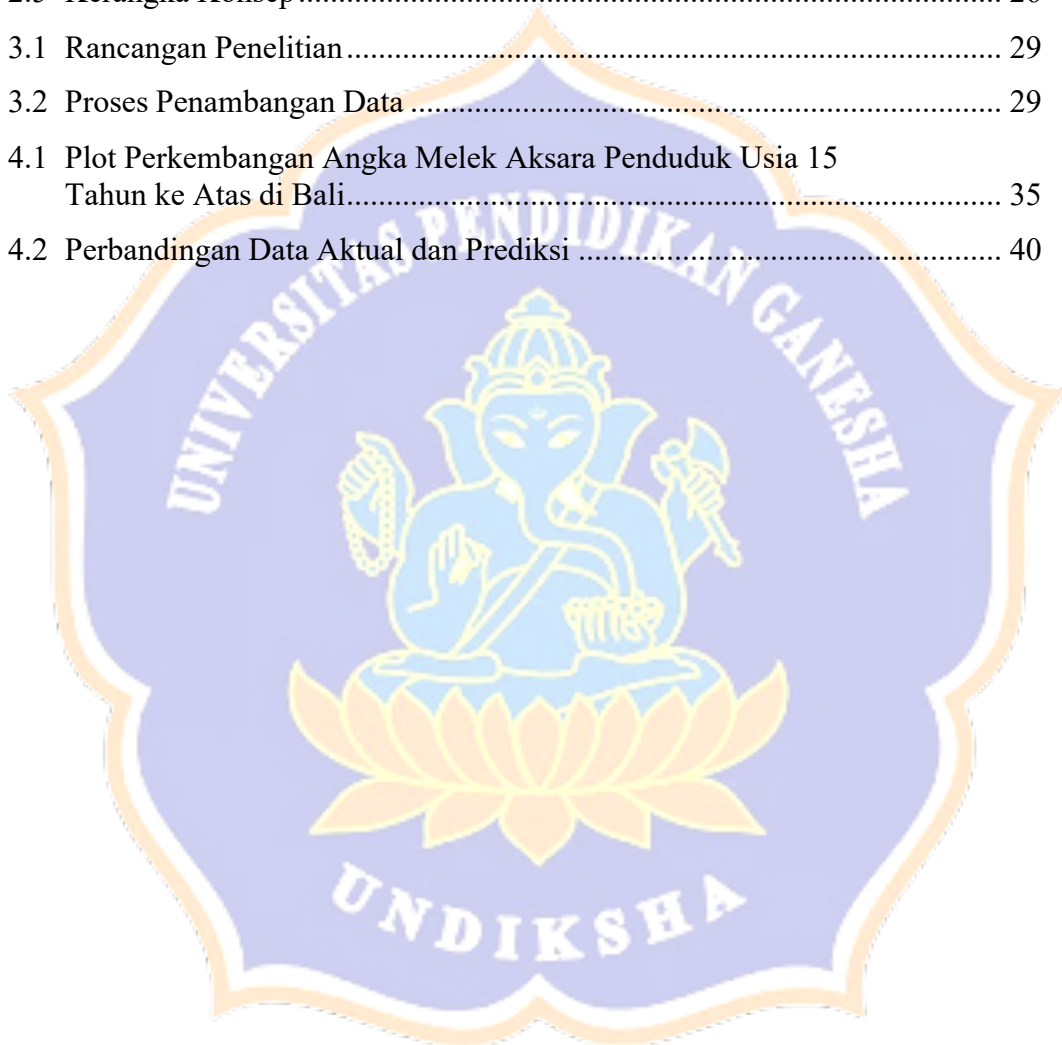 3.1 Rancangan Penelitian.................................................................................... 29
3.2 Proses Penambangan Data ........................................................................... 29
4.1 Plot Perkembangan Angka Melek Aksara Penduduk Usia 15
Tahun ke Atas di Bali.................................................................................... 35
4.2 Perbandingan Data Aktual dan Prediksi ..................................................... 40
UNIVERSITAS PENDIDIKAN GANESHA
UNDIKSHA